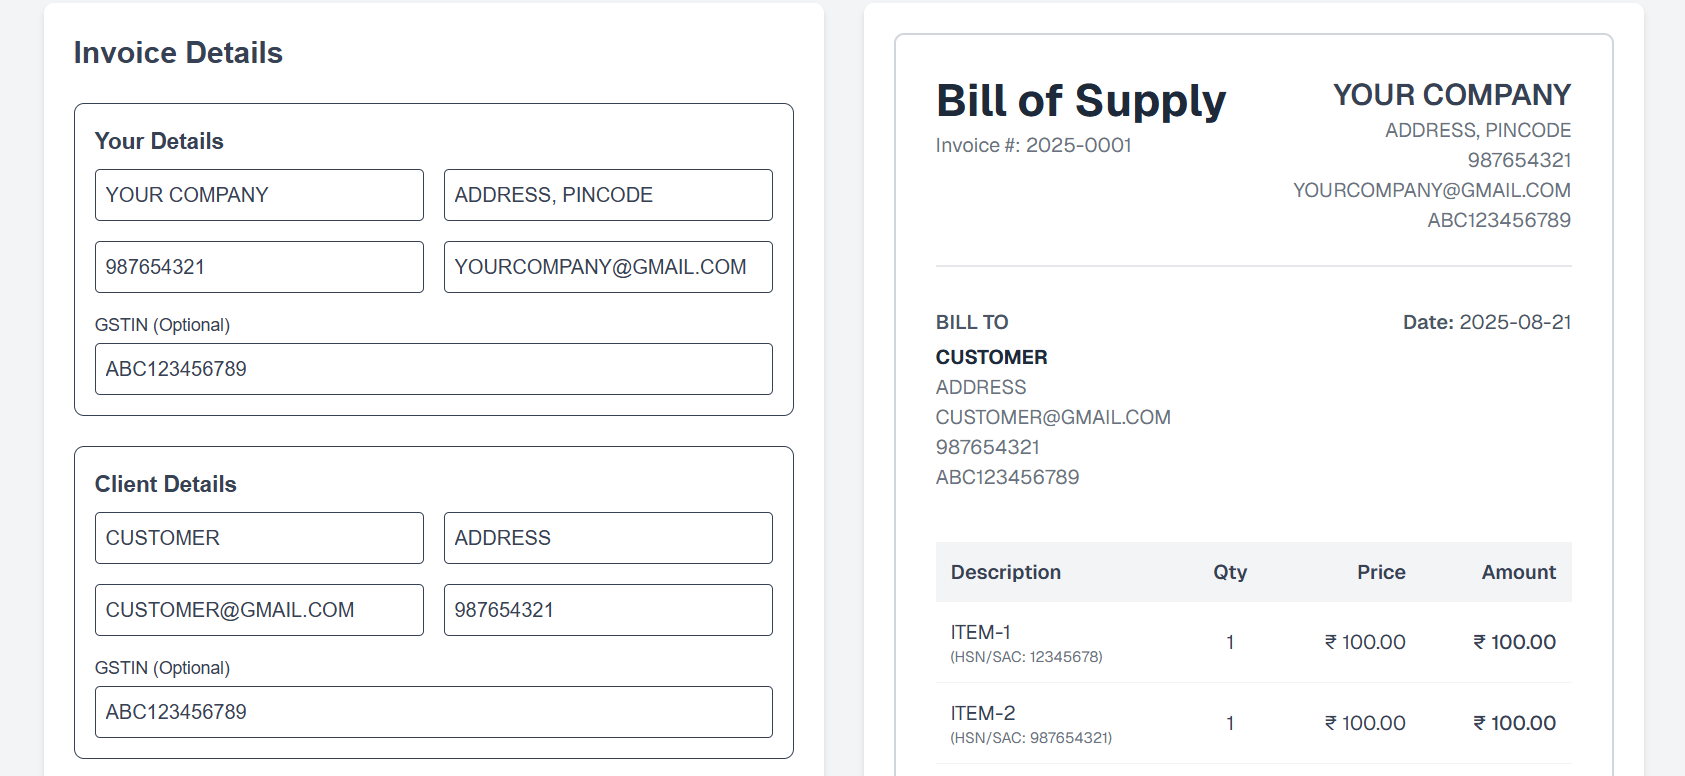 Invoice Details
Your Details
YOUR COMPANY
ADDRESS, PINCODE
987654321
YOURCOMPANY@GMAIL.COM
GSTIN (Optional)
ABC123456789
Client Details
CUSTOMER
ADDRESS
CUSTOMER@GMAIL.COM
987654321
GSTIN (Optional)
ABC123456789
Bill of Supply
Invoice #: 2025-0001
YOUR COMPANY
ADDRESS, PINCODE
987654321
YOURCOMPANY@GMAIL.COM
ABC123456789
BILL TO
CUSTOMER
ADDRESS
CUSTOMER@GMAIL.COM
987654321
ABC123456789
Date: 2025-08-21
Description Qty Price Amount
ITEM-1 1 ₹ 100.00 ₹ 100.00
(HSN/SAC: 12345678)
ITEM-2 1 ₹ 100.00 ₹ 100.00
(HSN/SAC: 987654321)